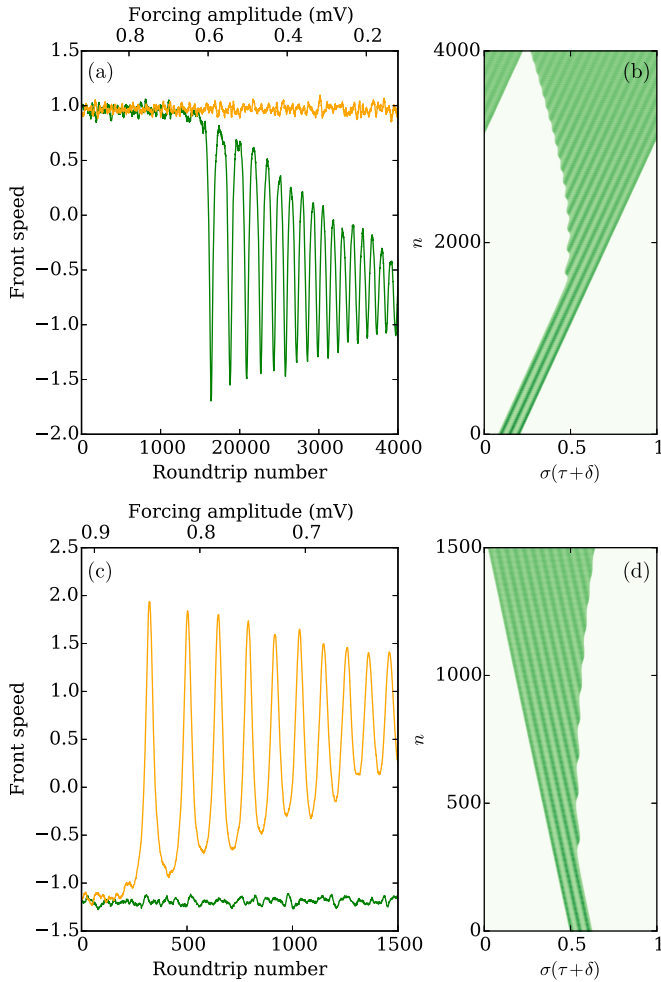 Forcing amplitude (mV)
0.8 0.6 0.4 0.2
(a)
1.5
1.0
0.5
0.0
−0.5
−1.0
−1.5
−2.0
Front speed
0 1000 20000 3000 4000
Roundtrip number
(b)
4000
2000
0
n
0 0.5 1
σ(τ+δ)
Forcing amplitude (mV)
0.9 0.8 0.7
(c)
2.5
2.0
1.5
1.0
0.5
0.0
−0.5
−1.0
−1.5
Front speed
0 500 1000 1500
Roundtrip number
(d)
1500
1000
500
0
n
0 0.5 1
σ(τ+δ)